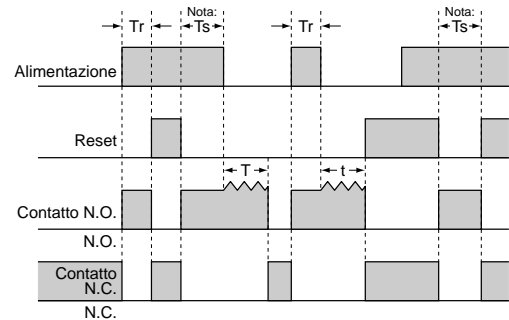 Nota:
Nota:
Tr
Ts
Tr
Ts
Alimentazione
Reset
T
t
Contatto N.O.
N.O.
Contatto
N.C.
N.C.